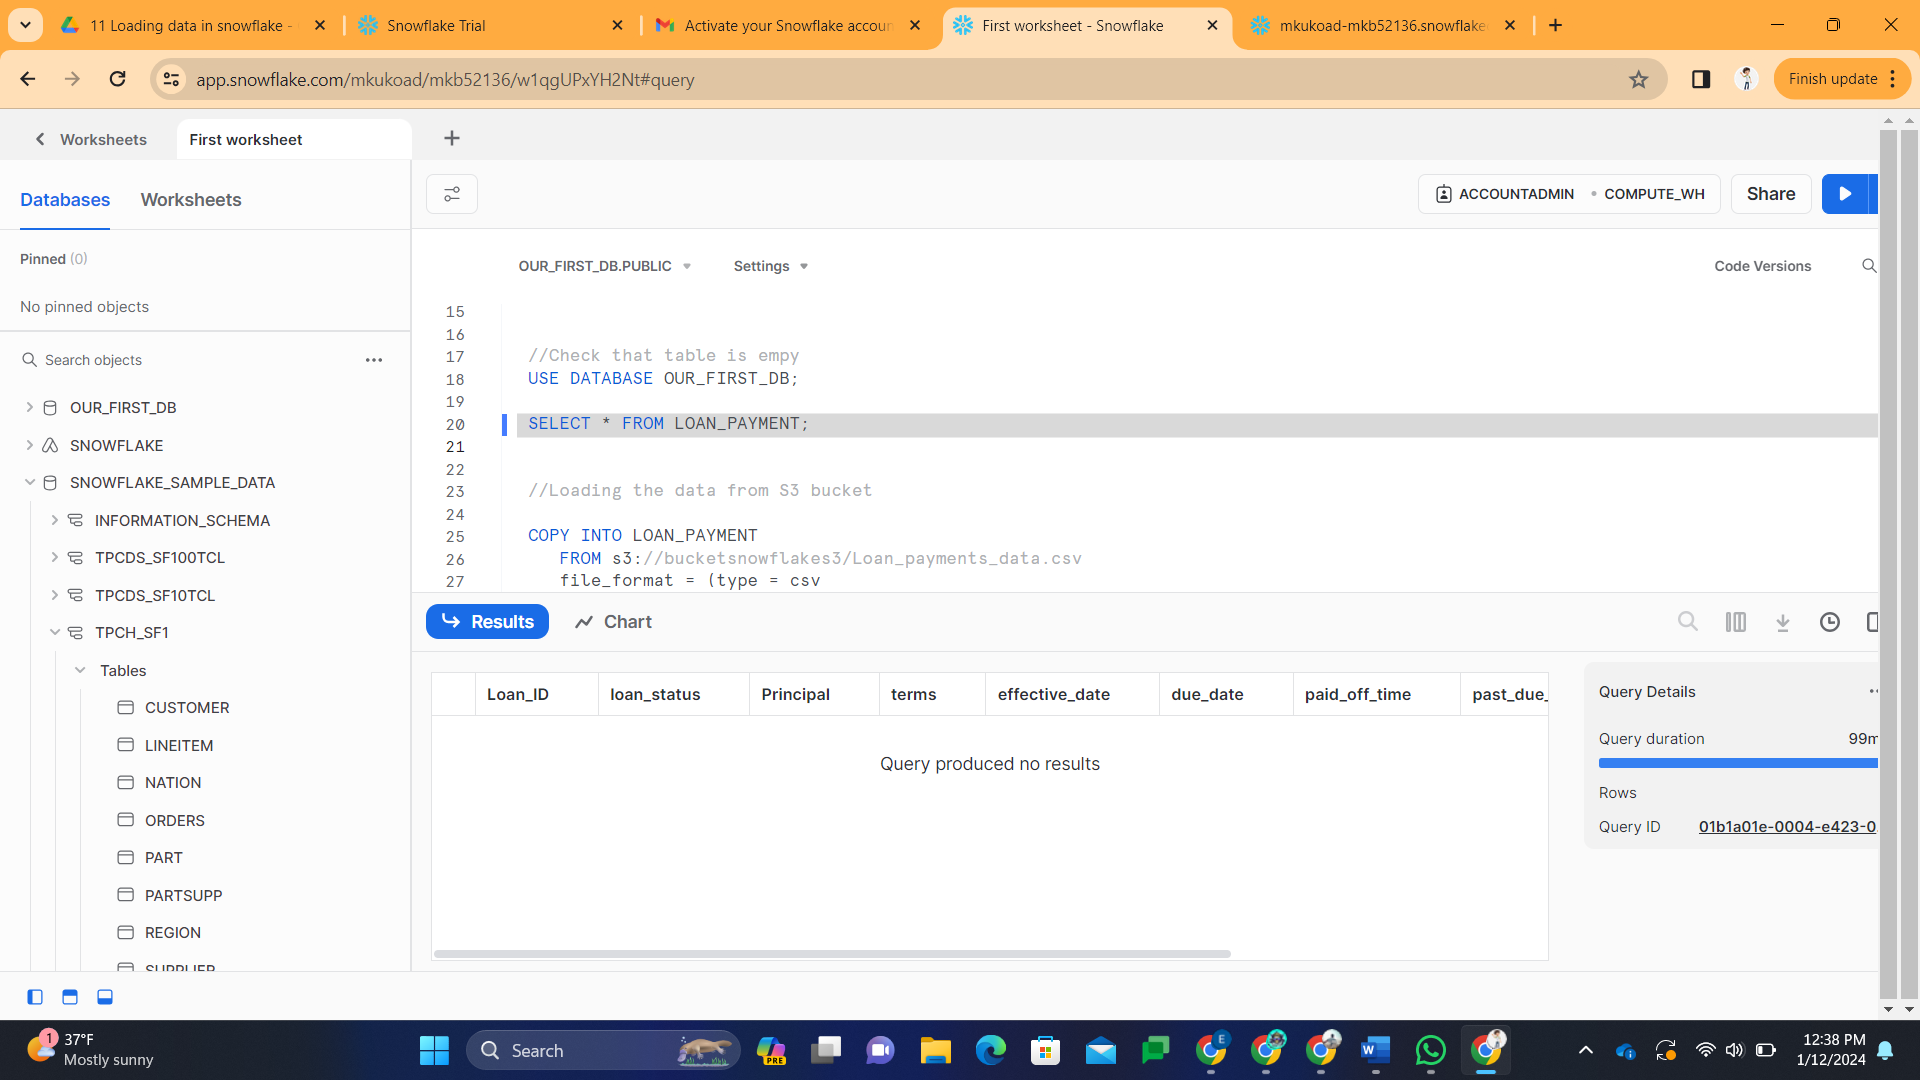 11 Loading data in snowflake -
Snowflake Trial
Activate your Snowflake accoun
First worksheet - Snowflake
mkukoad-mkb52136.snowflake
app.snowflake.com/mkukoad/mkb52136/w1qgUPxYH2Nt#query
Finish update
Worksheets
First worksheet
Databases
Worksheets
ACCOUNTADMIN
COMPUTE_WH
Share
Pinned (0)
OUR_FIRST_DB.PUBLIC
Settings
Code Versions
No pinned objects
Search objects
OUR_FIRST_DB
SNOWFLAKE
SNOWFLAKE_SAMPLE_DATA
INFORMATION_SCHEMA
TPCDS_SF100TCL
TPCDS_SF10TCL
TPCH_SF1
Tables
CUSTOMER
LINEITEM
NATION
ORDERS
PART
PARTSUPP
REGION
SUPPLIER
15
16
17 //Check that table is empy
18 USE DATABASE OUR_FIRST_DB;
19
20 SELECT * FROM LOAN_PAYMENT;
21
22
23 //Loading the data from S3 bucket
24
25 COPY INTO LOAN_PAYMENT
26 FROM s3://bucketsnowflakes3/Loan_payments_data.csv
27 file_format = (type = csv
Results
Chart
Loan_ID loan_status Principal terms effective_date due_date paid_off_time past_due_
Query produced no results
Query Details
Query duration 99m
Rows
Query ID 01b1a01e-0004-e423-0
1
37°F
Mostly sunny
Search
PRE
E
12:38 PM
1/12/2024